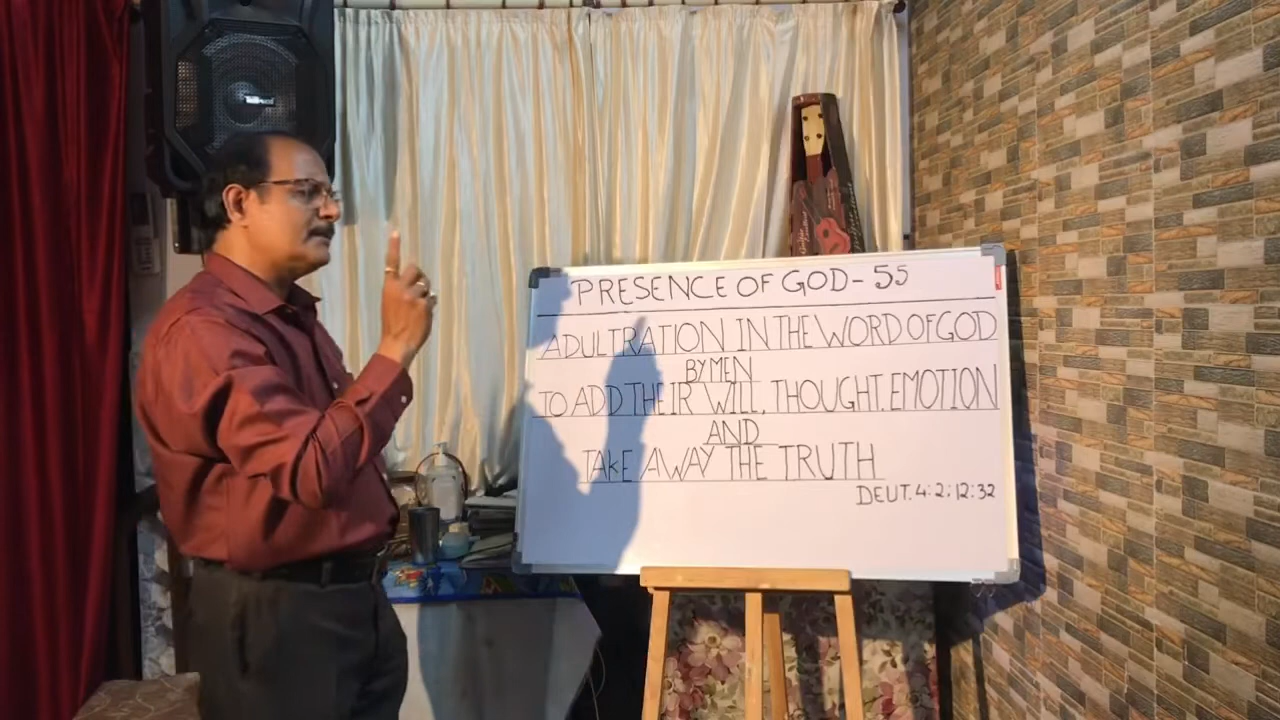 PRESENCE OF GOD - 55
ADULTRATION IN THE WORD OF GOD
BY MEN
TO ADD THEIR WILL, THOUGHT, EMOTION
AND
TAKE AWAY THE TRUTH
DEUT. 4:2; 12:32